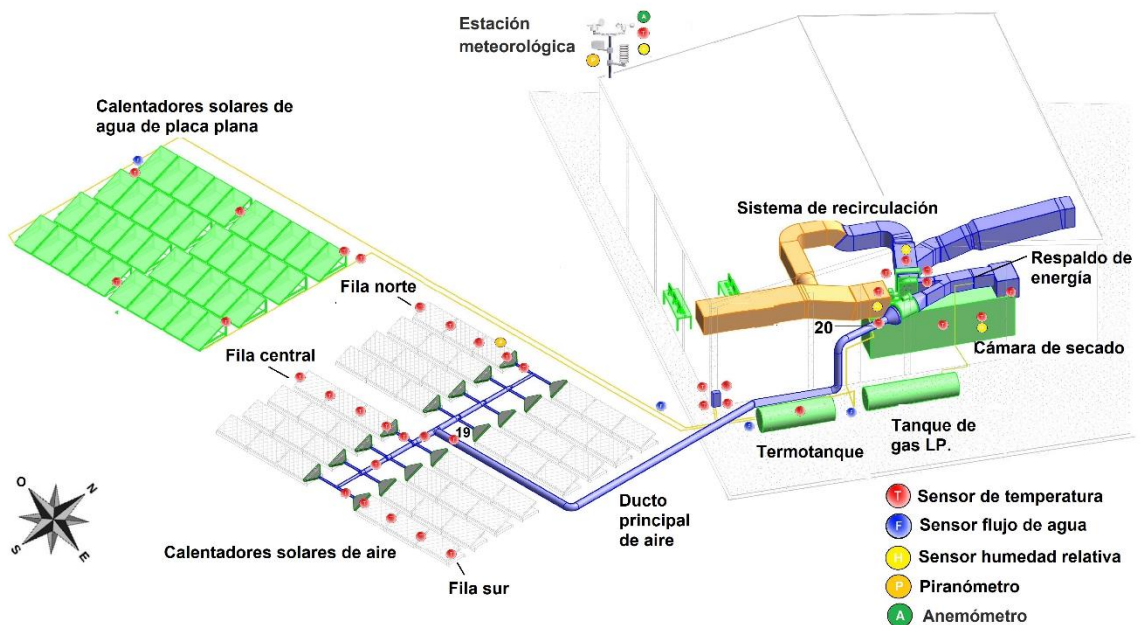 Estación
meteorológica
A
T
P
Calentadores solares de
agua de placa plana
Sistema de recirculación
Respaldo de
energía
Fila norte
20
Cámara de secado
Fila central
19
Tanque de
gas LP.
Termotanque
Ducto
principal
de aire
Calentadores solares de aire
Fila sur
O
N
S
E
T Sensor de temperatura
F Sensor flujo de agua
H Sensor humedad relativa
P Piranómetro
A Anemómetro